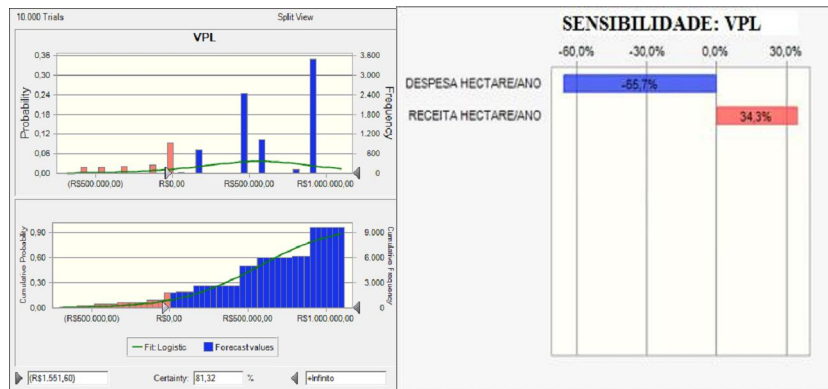 10.000 Trials Split View
VPL
0,36 3.600
0,30 3.000
0,24 2.400
0,18 1.800
0,12 1.200
0,06 600
0,00 0
Probability
Frequency
(R$500.000,00) R$0,00 R$500.000,00 R$1.000.000,00
0,90 9.000
0,60 6.000
0,30 3.000
0,00 0
Cumulative Probability
Cumulative Frequency
(R$500.000,00) R$0,00 R$500.000,00 R$1.000.000,00
Fit: Logistic Forecast values
(R$1.551,60) Certainty: 81,32 % +Infinito
SENSIBILIDADE: VPL
-60,0% -30,0% 0,0% 30,0%
DESPESA HECTARE/ANO -65,7%
RECEITA HECTARE/ANO 34,3%